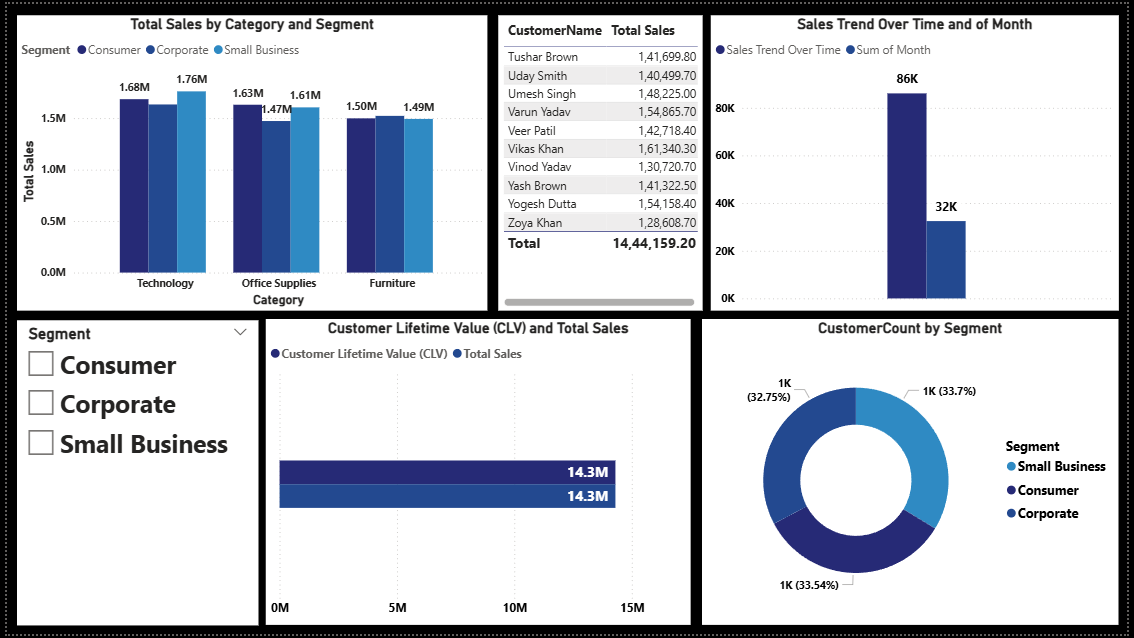 Total Sales by Category and Segment
Segment Consumer Corporate Small Business
Total Sales
1.5M
1.0M
0.5M
0.0M
1.68M
1.76M
1.63M
1.47M
1.61M
1.50M
1.49M
Technology Office Supplies Furniture
Category
CustomerName Total Sales
Tushar Brown 1,41,699.80
Uday Smith 1,40,499.70
Umesh Singh 1,48,225.00
Varun Yadav 1,54,865.70
Veer Patil 1,42,718.40
Vikas Khan 1,61,340.30
Vinod Yadav 1,30,720.70
Yash Brown 1,41,322.50
Yogesh Dutta 1,54,158.40
Zoya Khan 1,28,608.70
Total 14,44,159.20
Sales Trend Over Time and of Month
Sales Trend Over Time Sum of Month
80K
60K
40K
20K
0K
86K
32K
Segment
Consumer
Corporate
Small Business
Customer Lifetime Value (CLV) and Total Sales
Customer Lifetime Value (CLV) Total Sales
14.3M
14.3M
0M 5M 10M 15M
CustomerCount by Segment
1K
(32.75%)
1K (33.7%)
1K (33.54%)
Segment
Small Business
Consumer
Corporate